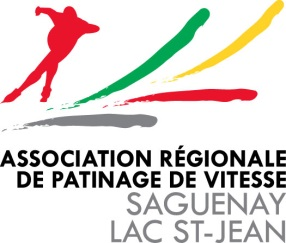 ASSOCIATION RÉGIONALE
DE PATINAGE DE VITESSE
SAGUENAY
LAC ST-JEAN